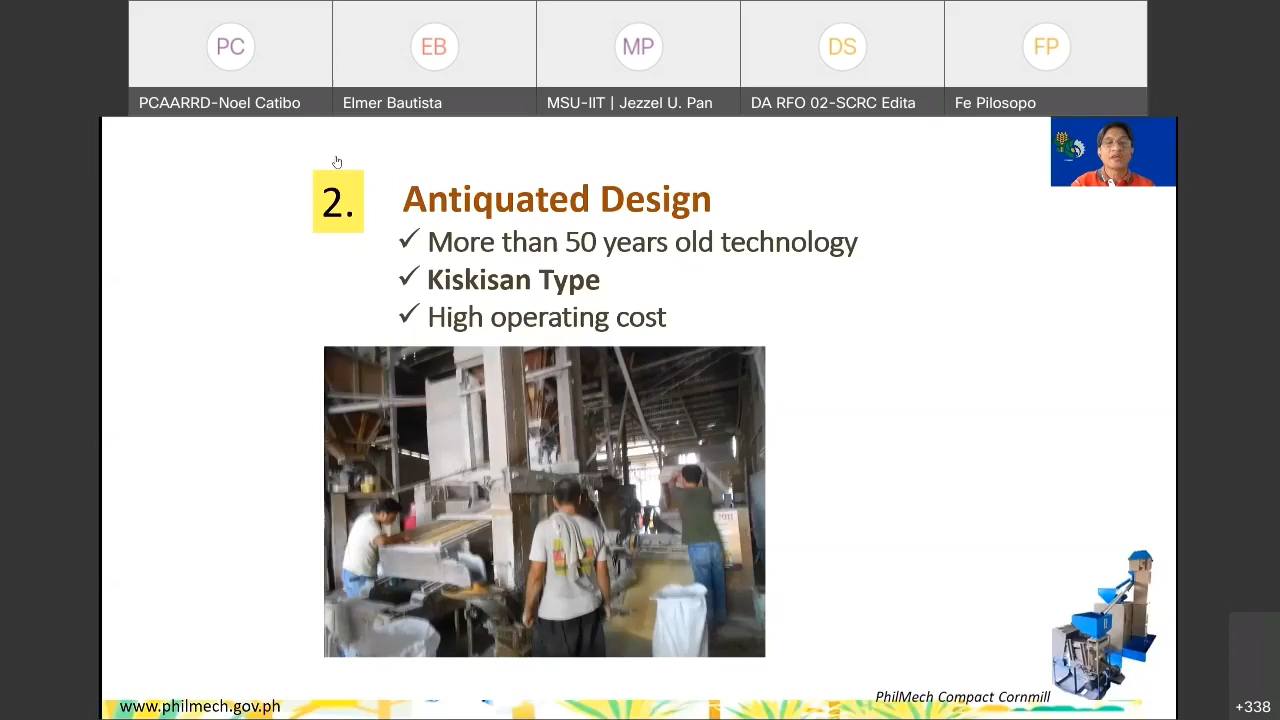 PC
EB
MP
DS
FP
PCAARRD-Noel Catibo
Elmer Bautista
MSU-IIT | Jezzel U. Pan
DA RFO 02-SCRC Edita
Fe Pilosopo
2.
Antiquated Design
✓ More than 50 years old technology
✓ Kiskisan Type
✓ High operating cost
PhilMech Compact Cornmill
www.philmech.gov.ph
+338